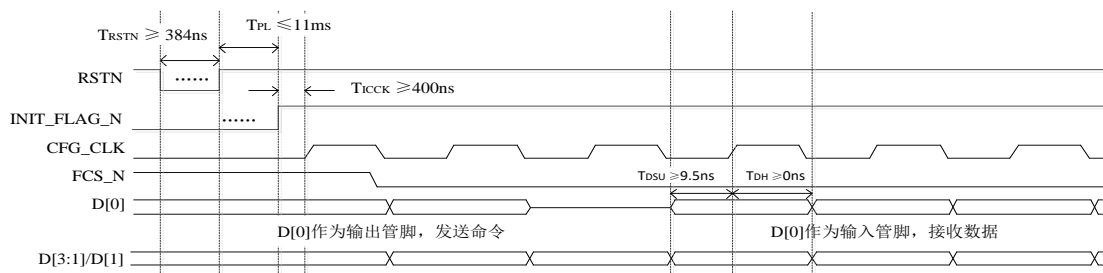 TPL ≤11ms
TRSTN ≥ 384ns
RSTN
......
TICCK ≥400ns
INIT_FLAG_N
......
CFG_CLK
FCS_N
TDSU ≥9.5ns
TDH ≥0ns
D[0]
D[0]作为输出管脚，发送命令
D[0]作为输入管脚，接收数据
D[3:1]/D[1]